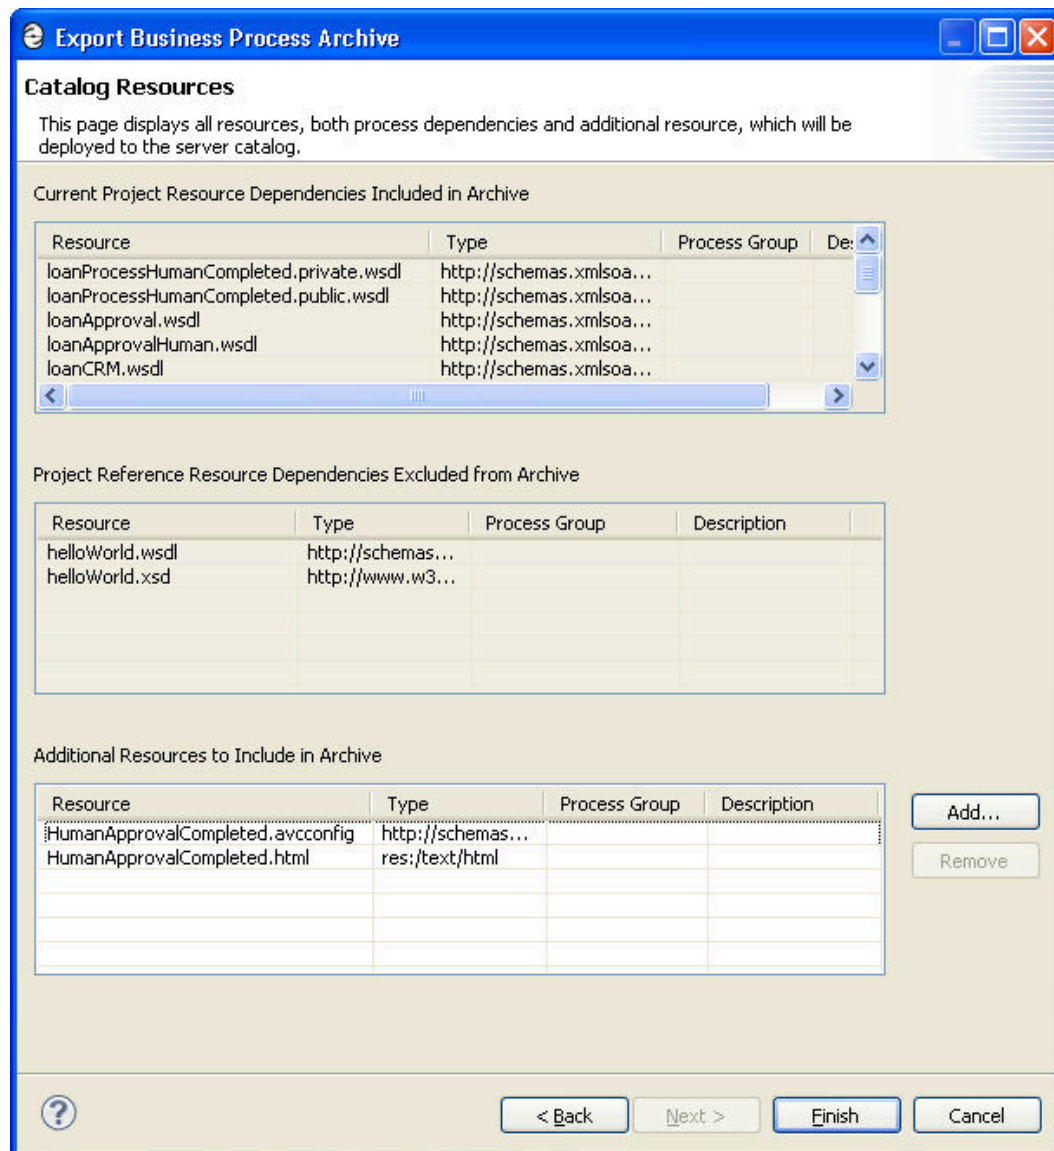 Export Business Process Archive
Catalog Resources
This page displays all resources, both process dependencies and additional resource, which will be
deployed to the server catalog.
Current Project Resource Dependencies Included in Archive
Resource Type Process Group Des
loanProcessHumanCompleted.private.wsdl http://schemas.xmlsoa...
loanProcessHumanCompleted.public.wsdl http://schemas.xmlsoa...
loanApproval.wsdl http://schemas.xmlsoa...
loanApprovalHuman.wsdl http://schemas.xmlsoa...
loanCRM.wsdl http://schemas.xmlsoa...
Project Reference Resource Dependencies Excluded from Archive
Resource Type Process Group Description
helloWorld.wsdl http://schemas...
helloWorld.xsd http://www.w3...
Additional Resources to Include in Archive
Resource Type Process Group Description
HumanApprovalCompleted.avcconfig http://schemas...
HumanApprovalCompleted.html res:/text/html
Add...
Remove
? < Back Next > Finish Cancel